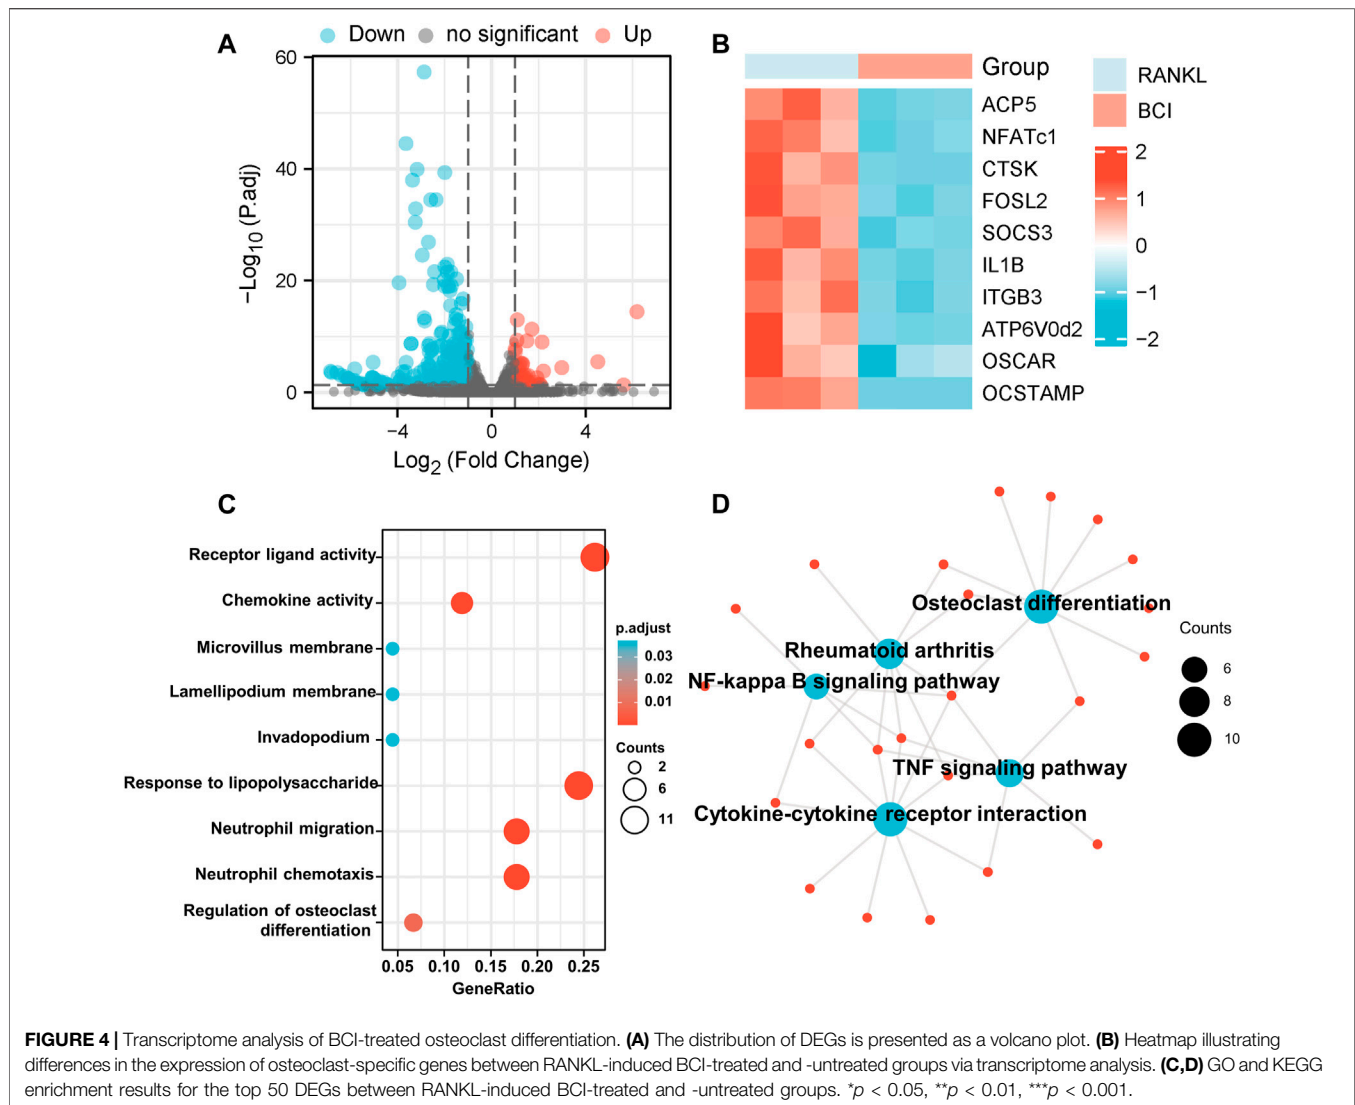 A
Down no significant Up
60
40
20
0
−4 0 4
−Log10 (P.adj)
Log2 (Fold Change)
B
Group
ACP5
NFATc1
CTSK
FOSL2
SOCS3
IL1B
ITGB3
ATP6V0d2
OSCAR
OCSTAMP
RANKL
BCI
2
1
0
−1
−2
C
Receptor ligand activity
Chemokine activity
Microvillus membrane
Lamellipodium membrane
Invadopodium
Response to lipopolysaccharide
Neutrophil migration
Neutrophil chemotaxis
Regulation of osteoclast
differentiation
0.05 0.10 0.15 0.20 0.25
GeneRatio
p.adjust
0.03
0.02
0.01
Counts
2
6
11
D
Osteoclast differentiation
Rheumatoid arthritis
NF-kappa B signaling pathway
TNF signaling pathway
Cytokine-cytokine receptor interaction
Counts
6
8
10
FIGURE 4 | Transcriptome analysis of BCI-treated osteoclast differentiation. (A) The distribution of DEGs is presented as a volcano plot. (B) Heatmap illustrating
differences in the expression of osteoclast-specific genes between RANKL-induced BCI-treated and -untreated groups via transcriptome analysis. (C,D) GO and KEGG
enrichment results for the top 50 DEGs between RANKL-induced BCI-treated and -untreated groups. *p < 0.05, **p < 0.01, ***p < 0.001.